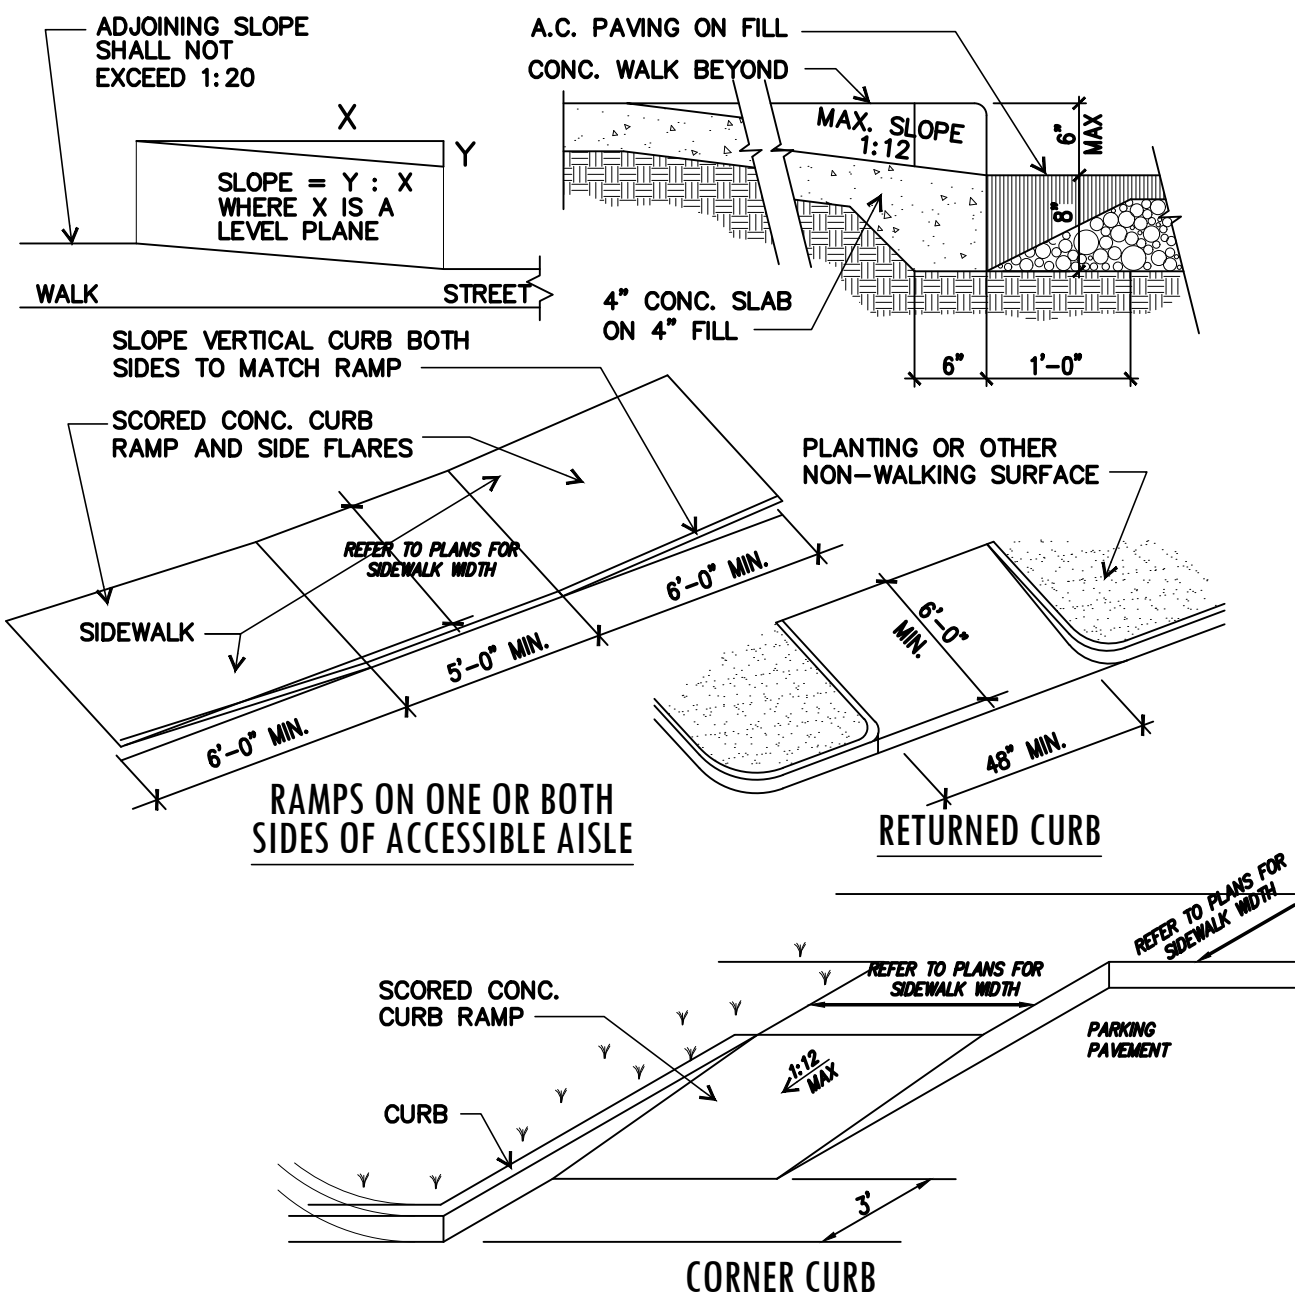 ADJOINING SLOPE
SHALL NOT
EXCEED 1:20
X
Y
SLOPE = Y : X
WHERE X IS A
LEVEL PLANE
WALK
STREET
A.C. PAVING ON FILL
CONC. WALK BEYOND
MAX. SLOPE
1:12
6"
MAX
8"
4" CONC. SLAB
ON 4" FILL
6"
1'-0"
SLOPE VERTICAL CURB BOTH
SIDES TO MATCH RAMP
SCORED CONC. CURB
RAMP AND SIDE FLARES
REFER TO PLANS FOR
SIDEWALK WIDTH
SIDEWALK
6'-0" MIN.
5'-0" MIN.
6'-0" MIN.
RAMPS ON ONE OR BOTH
SIDES OF ACCESSIBLE AISLE
PLANTING OR OTHER
NON-WALKING SURFACE
6'-0"
MIN.
48" MIN.
RETURNED CURB
REFER TO PLANS FOR
SIDEWALK WIDTH
REFER TO PLANS FOR
SIDEWALK WIDTH
SCORED CONC.
CURB RAMP
PARKING
PAVEMENT
1:12
MAX
CURB
3'
CORNER CURB